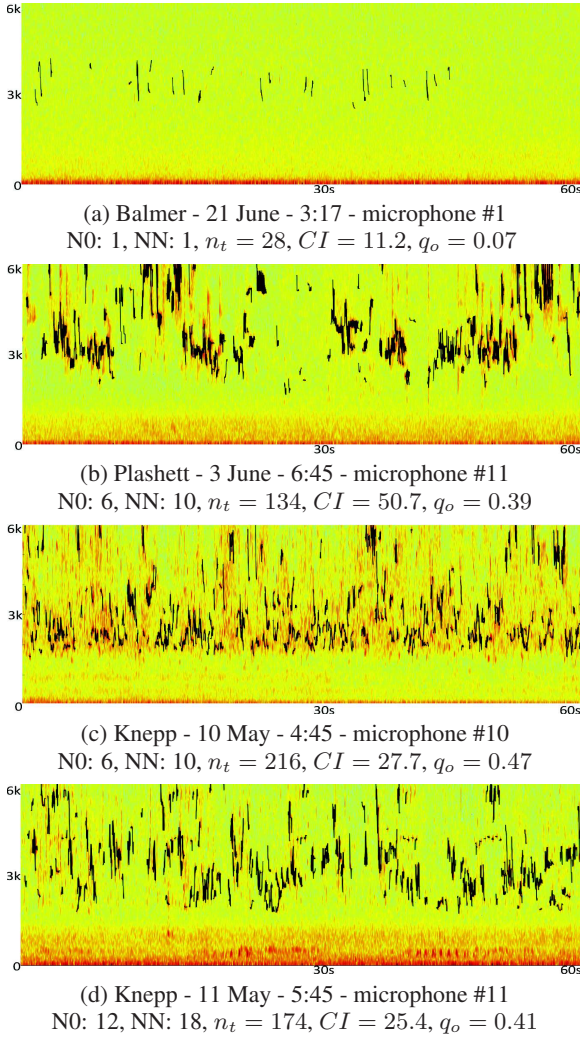 6k
3k
0
30s
60s
(a) Balmer - 21 June - 3:17 - microphone #1
N0: 1, NN: 1, n_t = 28, CI = 11.2, q_o = 0.07
6k
3k
0
30s
60s
(b) Plashett - 3 June - 6:45 - microphone #11
N0: 6, NN: 10, n_t = 134, CI = 50.7, q_o = 0.39
6k
3k
0
30s
60s
(c) Knepp - 10 May - 4:45 - microphone #10
N0: 6, NN: 10, n_t = 216, CI = 27.7, q_o = 0.47
6k
3k
0
30s
60s
(d) Knepp - 11 May - 5:45 - microphone #11
N0: 12, NN: 18, n_t = 174, CI = 25.4, q_o = 0.41